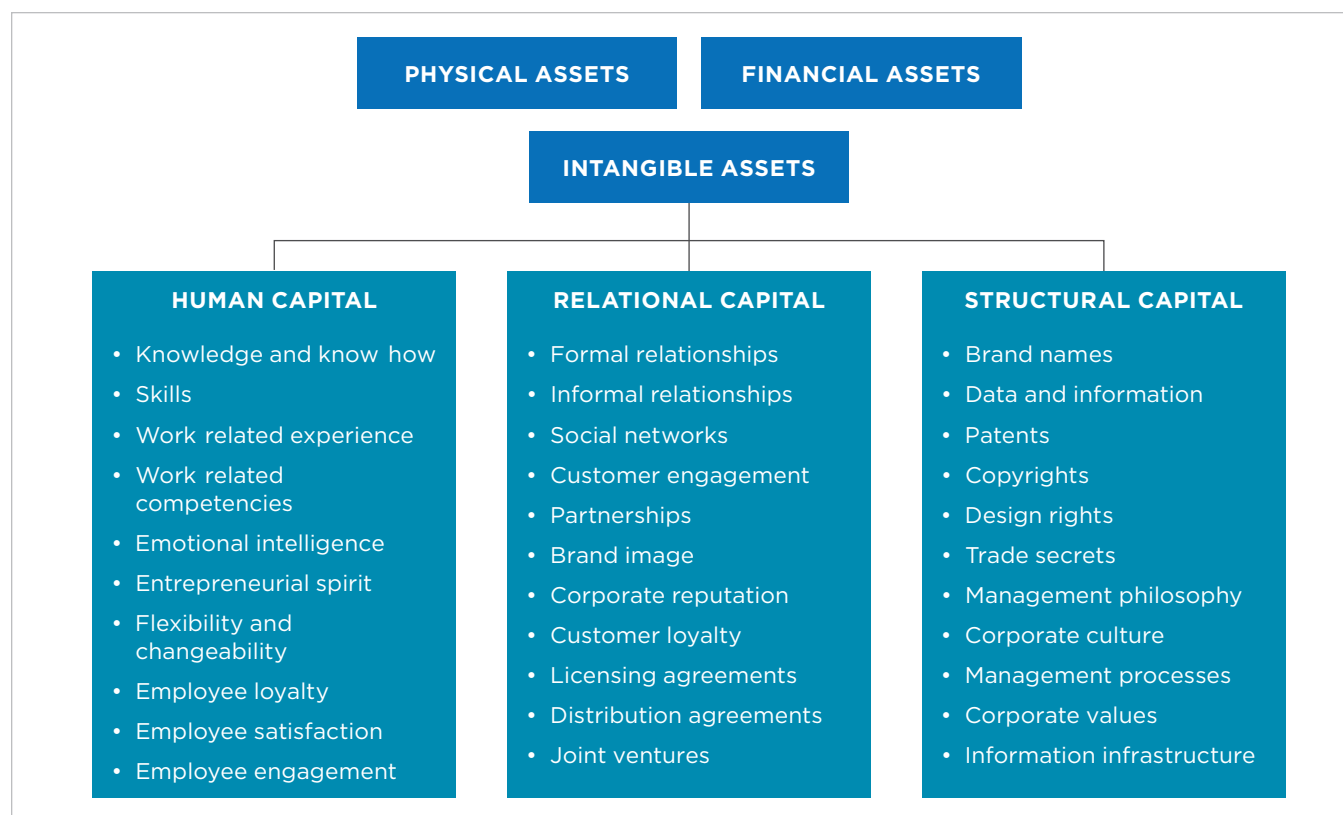 PHYSICAL ASSETS
FINANCIAL ASSETS
INTANGIBLE ASSETS
HUMAN CAPITAL
• Knowledge and know how
• Skills
• Work related experience
• Work related
competencies
• Emotional intelligence
• Entrepreneurial spirit
• Flexibility and
changeability
• Employee loyalty
• Employee satisfaction
• Employee engagement
RELATIONAL CAPITAL
• Formal relationships
• Informal relationships
• Social networks
• Customer engagement
• Partnerships
• Brand image
• Corporate reputation
• Customer loyalty
• Licensing agreements
• Distribution agreements
• Joint ventures
STRUCTURAL CAPITAL
• Brand names
• Data and information
• Patents
• Copyrights
• Design rights
• Trade secrets
• Management philosophy
• Corporate culture
• Management processes
• Corporate values
• Information infrastructure